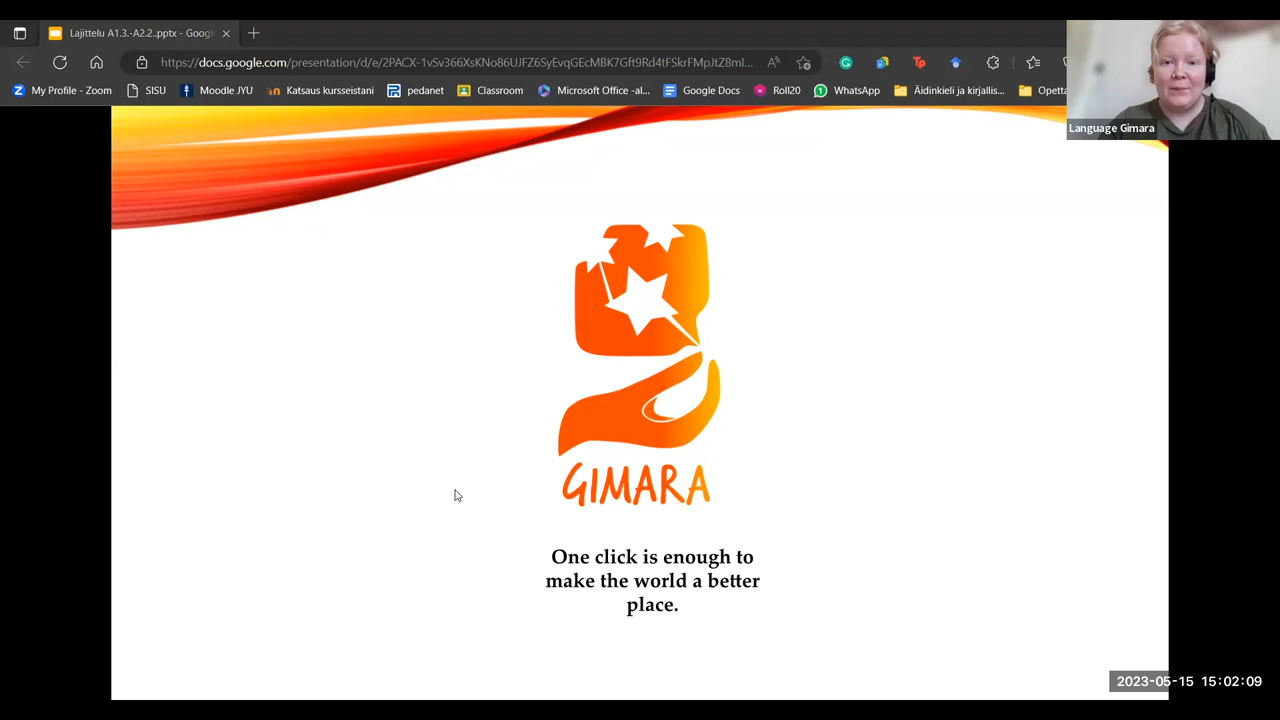 Lajittelu A1.3.-A2.2..pptx - Googl
https://docs.google.com/presentation/d/e/2PACX-1vSv366XsKNo86UJFZ6SyEvqGEcMBK7Gft9Rd4tFSkrFMpJtZ8ml...
My Profile - Zoom
SISU
Moodle JYU
Katsaus kursseistani
pedanet
Classroom
Microsoft Office -al...
Google Docs
Roll20
WhatsApp
Äidinkieli ja kirjallis...
Opetta
Language Gimara
GIMARA
One click is enough to
make the world a better
place.
2023-05-15 15:02:09